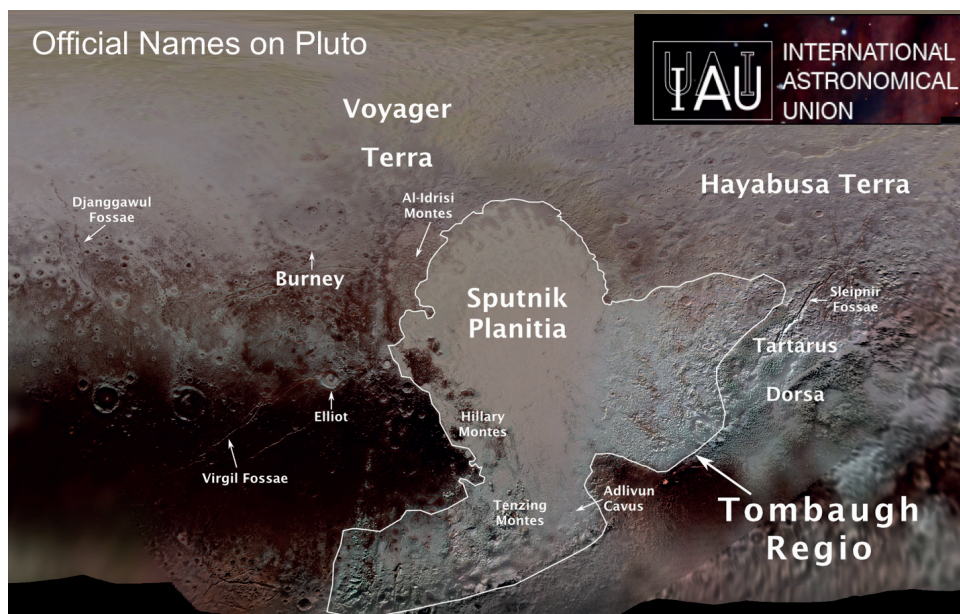 Official Names on Pluto
UAI
IAU
INTERNATIONAL
ASTRONOMICAL
UNION
Voyager
Terra
Hayabusa Terra
Djanggawul
Fossae
Al-Idrisi
Montes
Burney
Sputnik
Planitia
Sleipnir
Fossae
Tartarus
Dorsa
Elliot
Hillary
Montes
Virgil Fossae
Tenzing
Montes
Adlivun
Cavus
Tombaugh
Regio